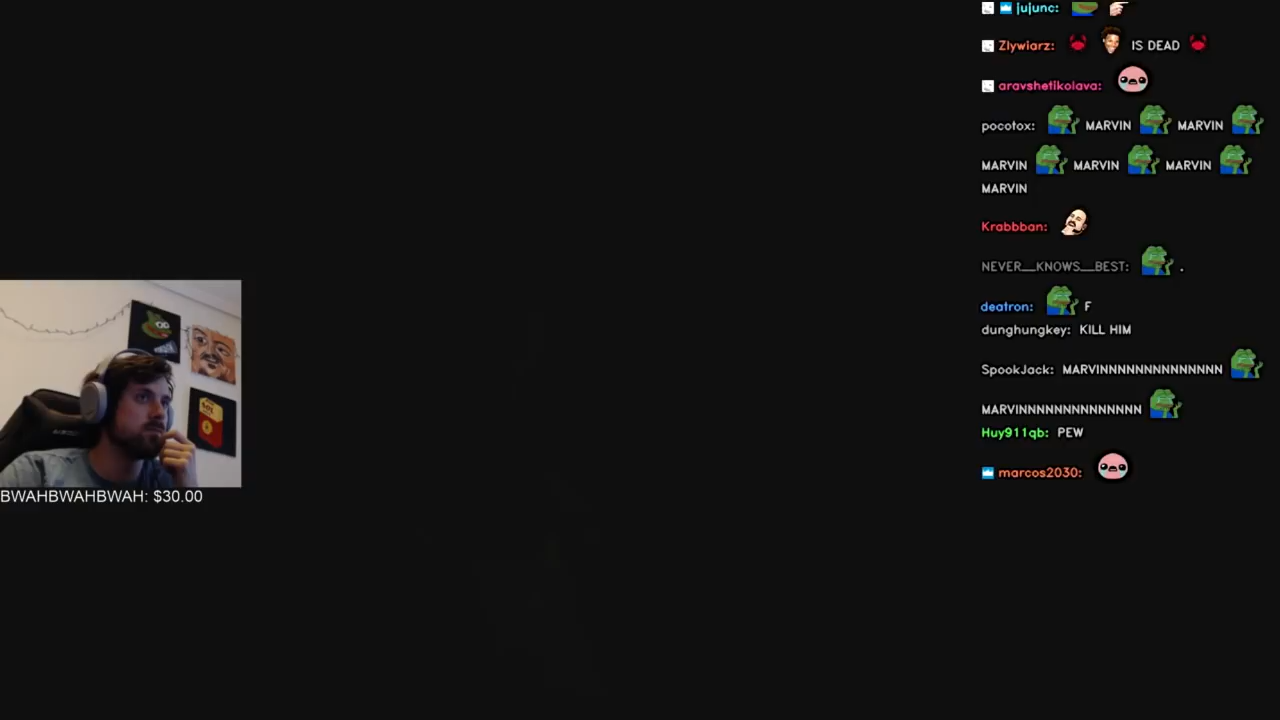 jujunc:
Zlywiarz: IS DEAD
aravshetikolava:
pocotox: MARVIN MARVIN
MARVIN MARVIN MARVIN
MARVIN
Krabbban:
NEVER__KNOWS__BEST: .
deatron: F
dunghungkey: KILL HIM
SpookJack: MARVINNNNNNNNNNNNNN
MARVINNNNNNNNNNNNNN
Huy911qb: PEW
marcos2030:
BWAHBWAHBWAH: $30.00